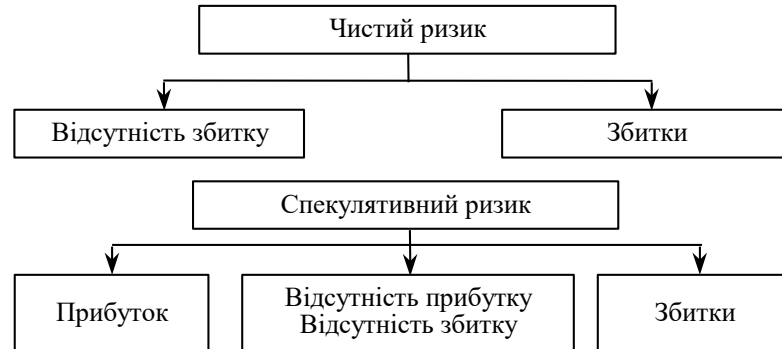 Чистий ризик
Відсутність збитку
Збитки
Спекулятивний ризик
Прибуток
Відсутність прибутку
Відсутність збитку
Збитки